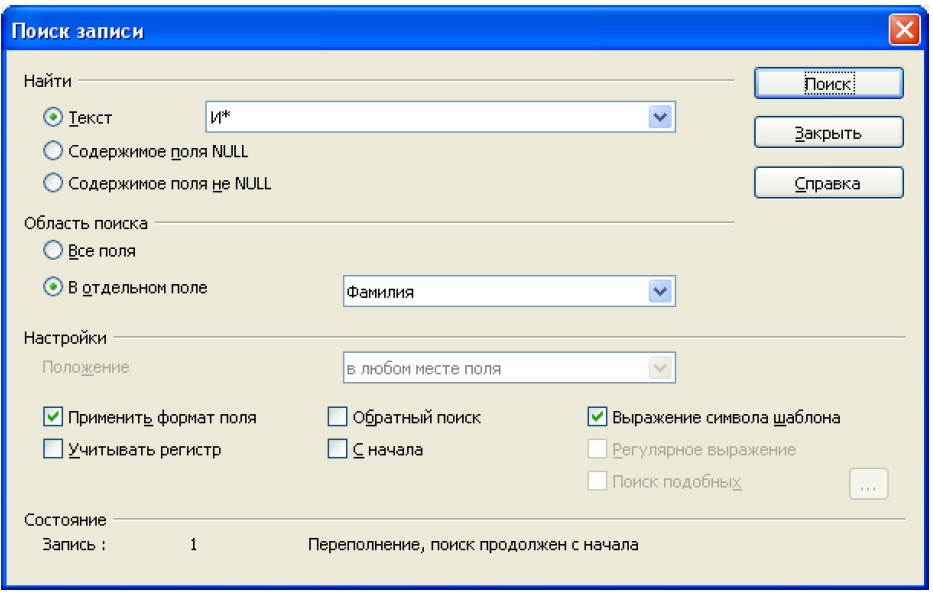 Поиск записи
Найти
Поиск
Текст
И*
Содержимое поля NULL
Закрыть
Содержимое поля не NULL
Справка
Область поиска
Все поля
В отдельном поле
Фамилия
Настройки
Положение
в любом месте поля
Применить формат поля
Обратный поиск
Выражение символа шаблона
Учитывать регистр
С начала
Регулярное выражение
Поиск подобных
...
Состояние
Запись : 1 Переполнение, поиск продолжен с начала